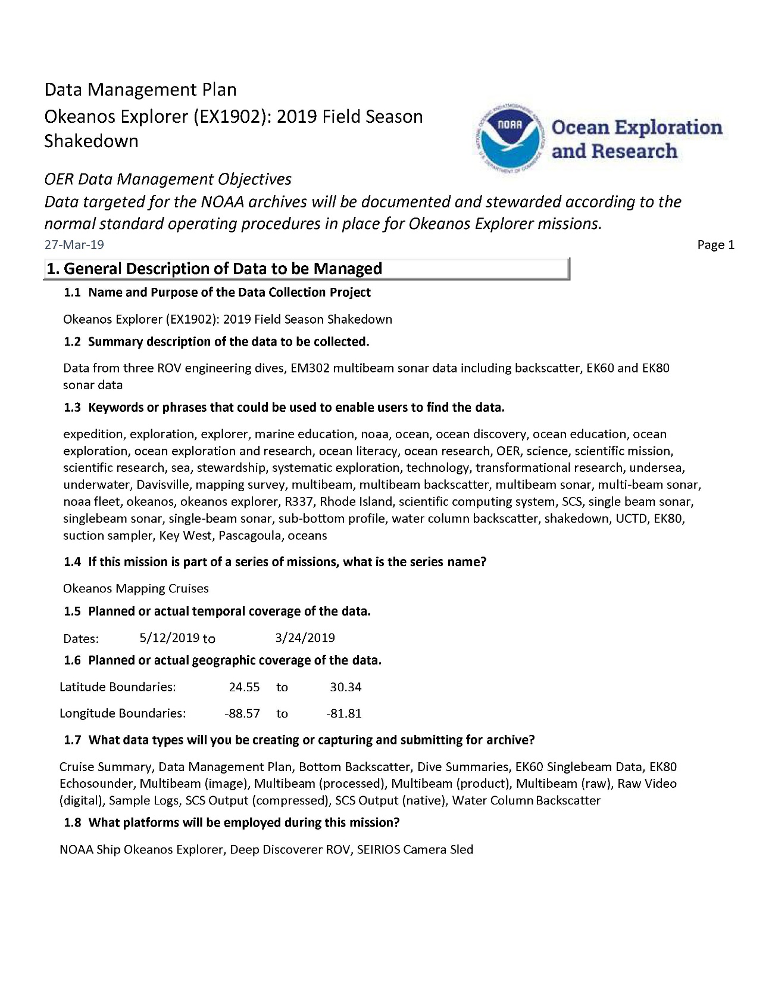 Data Management Plan
Okeanos Explorer (EX1902): 2019 Field Season
Shakedown
NOAA
NATIONAL OCEANIC AND ATMOSPHERIC ADMINISTRATION
U.S. DEPARTMENT OF COMMERCE
Ocean Exploration
and Research
OER Data Management Objectives
Data targeted for the NOAA archives will be documented and stewarded according to the
normal standard operating procedures in place for Okeanos Explorer missions.
27-Mar-19 Page 1
1. General Description of Data to be Managed
1.1 Name and Purpose of the Data Collection Project
Okeanos Explorer (EX1902): 2019 Field Season Shakedown
1.2 Summary description of the data to be collected.
Data from three ROV engineering dives, EM302 multibeam sonar data including backscatter, EK60 and EK80
sonar data
1.3 Keywords or phrases that could be used to enable users to find the data.
expedition, exploration, explorer, marine education, noaa, ocean, ocean discovery, ocean education, ocean
exploration, ocean exploration and research, ocean literacy, ocean research, OER, science, scientific mission,
scientific research, sea, stewardship, systematic exploration, technology, transformational research, undersea,
underwater, Davisville, mapping survey, multibeam, multibeam backscatter, multibeam sonar, multi-beam sonar,
noaa fleet, okeanos, okeanos explorer, R337, Rhode Island, scientific computing system, SCS, single beam sonar,
singlebeam sonar, single-beam sonar, sub-bottom profile, water column backscatter, shakedown, UCTD, EK80,
suction sampler, Key West, Pascagoula, oceans
1.4 If this mission is part of a series of missions, what is the series name?
Okeanos Mapping Cruises
1.5 Planned or actual temporal coverage of the data.
Dates: 5/12/2019 to 3/24/2019
1.6 Planned or actual geographic coverage of the data.
Latitude Boundaries: 24.55 to 30.34
Longitude Boundaries: -88.57 to -81.81
1.7 What data types will you be creating or capturing and submitting for archive?
Cruise Summary, Data Management Plan, Bottom Backscatter, Dive Summaries, EK60 Singlebeam Data, EK80
Echosounder, Multibeam (image), Multibeam (processed), Multibeam (product), Multibeam (raw), Raw Video
(digital), Sample Logs, SCS Output (compressed), SCS Output (native), Water Column Backscatter
1.8 What platforms will be employed during this mission?
NOAA Ship Okeanos Explorer, Deep Discoverer ROV, SEIRIOS Camera Sled